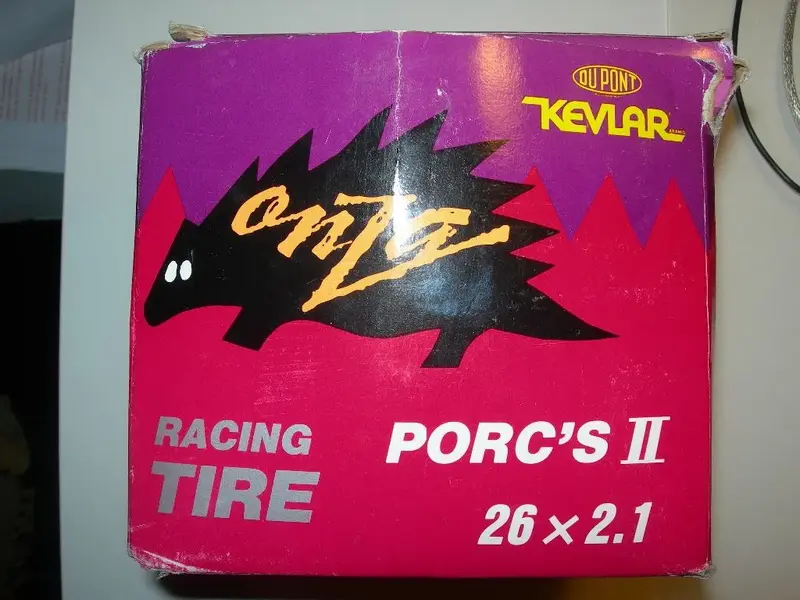 DU PONT
KEVLAR
onza
RACING
TIRE
PORC'S II
26 × 2.1